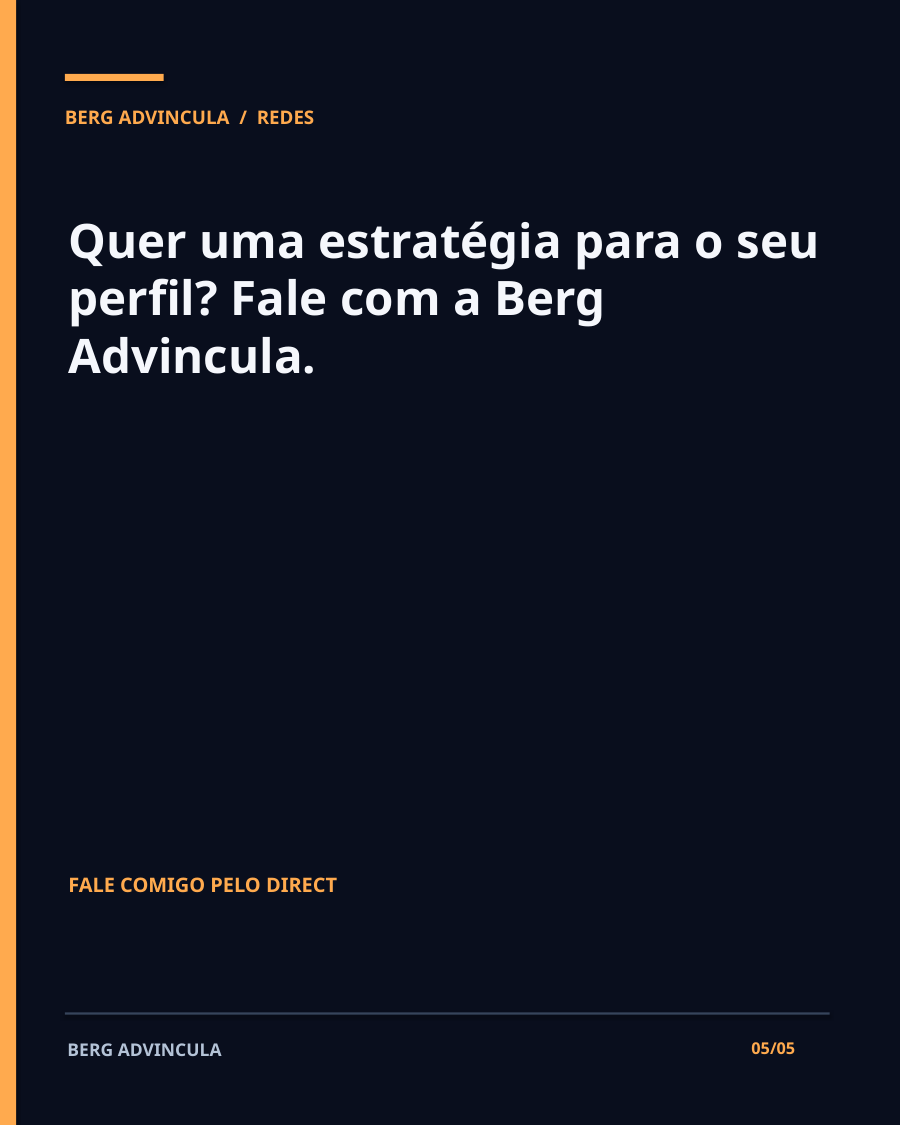 BERG ADVINCULA / REDES
Quer uma estratégia para o seu
perfil? Fale com a Berg
Advincula.
FALE COMIGO PELO DIRECT
BERG ADVINCULA
05/05